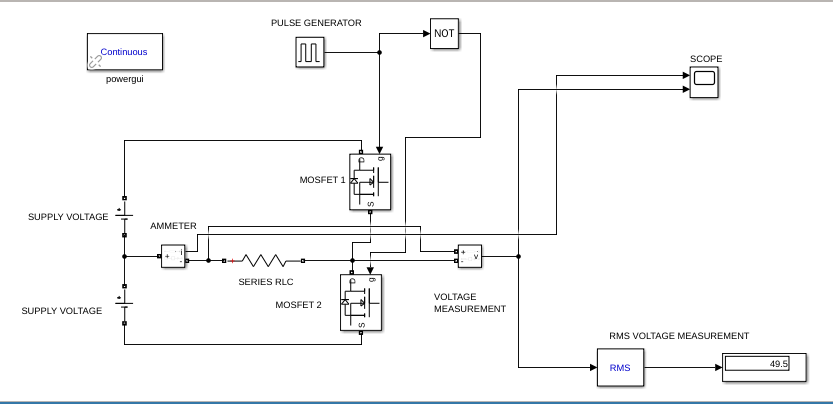 PULSE GENERATOR
NOT
Continuous
powergui
SCOPE
D
g
MOSFET 1
S
SUPPLY VOLTAGE
+
AMMETER
+
i
-
+
SERIES RLC
+
v
-
D
g
MOSFET 2
S
SUPPLY VOLTAGE
+
VOLTAGE
MEASUREMENT
RMS VOLTAGE MEASUREMENT
RMS
49.5